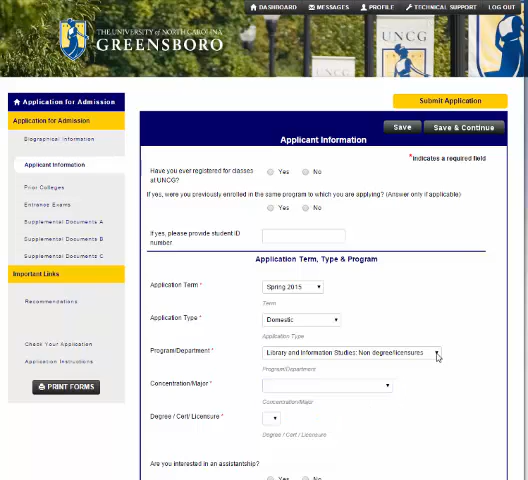 DASHBOARD MESSAGES PROFILE TECHNICAL SUPPORT LOG OUT
THE UNIVERSITY OF NORTH CAROLINA
GREENSBORO
UNCG
Application for Admission
Submit Application
Application for Admission
Biographical Information
Applicant Information
Prior Colleges
Entrance Exams
Supplemental Documents A
Supplemental Documents B
Supplemental Documents C
Important Links
Recommendations
Check Your Application
Application Instructions
PRINT FORMS
Save Save & Continue
Applicant Information
*indicates a required field
Have you ever registered for classes at UNCG?
Yes No
If yes, were you previously enrolled in the same program to which you are applying? (Answer only if applicable)
Yes No
If yes, please provide student ID
number
Application Term, Type & Program
Application Term * Spring 2015
Term
Application Type * Domestic
Application Type
Program/Department * Library and Information Studies: Non degree/licensures
Program/Department
Concentration/Major *
Concentration/Major
Degree / Cert/ Licensure *
Degree / Cert / Licensure
Are you interested in an assistantship?
Yes No